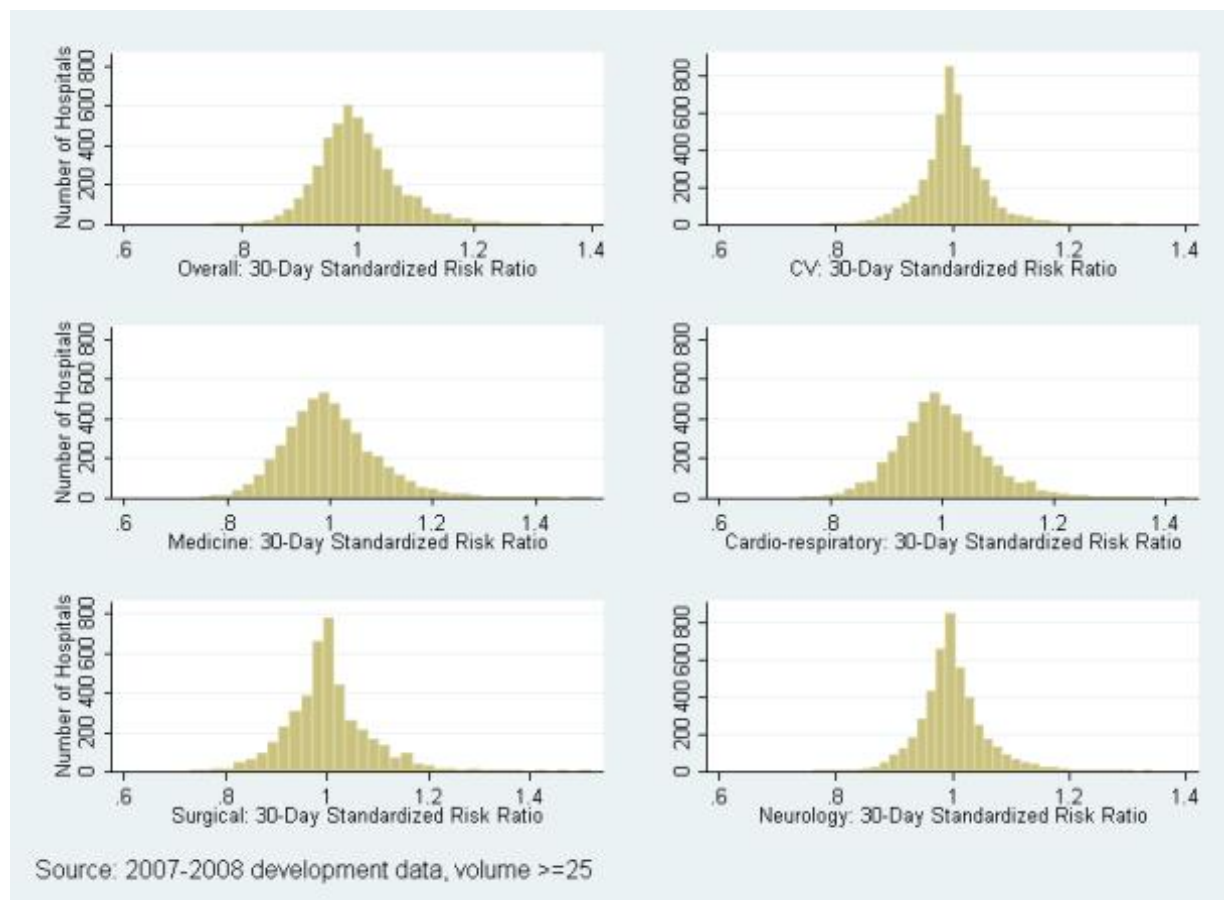 Number of Hospitals
0 200 400 600 800
.6 .8 1 1.2 1.4
Overall: 30-Day Standardized Risk Ratio
0 200 400 600 800
.6 .8 1 1.2 1.4
CV: 30-Day Standardized Risk Ratio
Number of Hospitals
0 200 400 600 800
.6 .8 1 1.2 1.4
Medicine: 30-Day Standardized Risk Ratio
0 200 400 600 800
.6 .8 1 1.2 1.4
Cardio-respiratory: 30-Day Standardized Risk Ratio
Number of Hospitals
0 200 400 600 800
.6 .8 1 1.2 1.4
Surgical: 30-Day Standardized Risk Ratio
0 200 400 600 800
.6 .8 1 1.2 1.4
Neurology: 30-Day Standardized Risk Ratio
Source: 2007-2008 development data, volume >=25